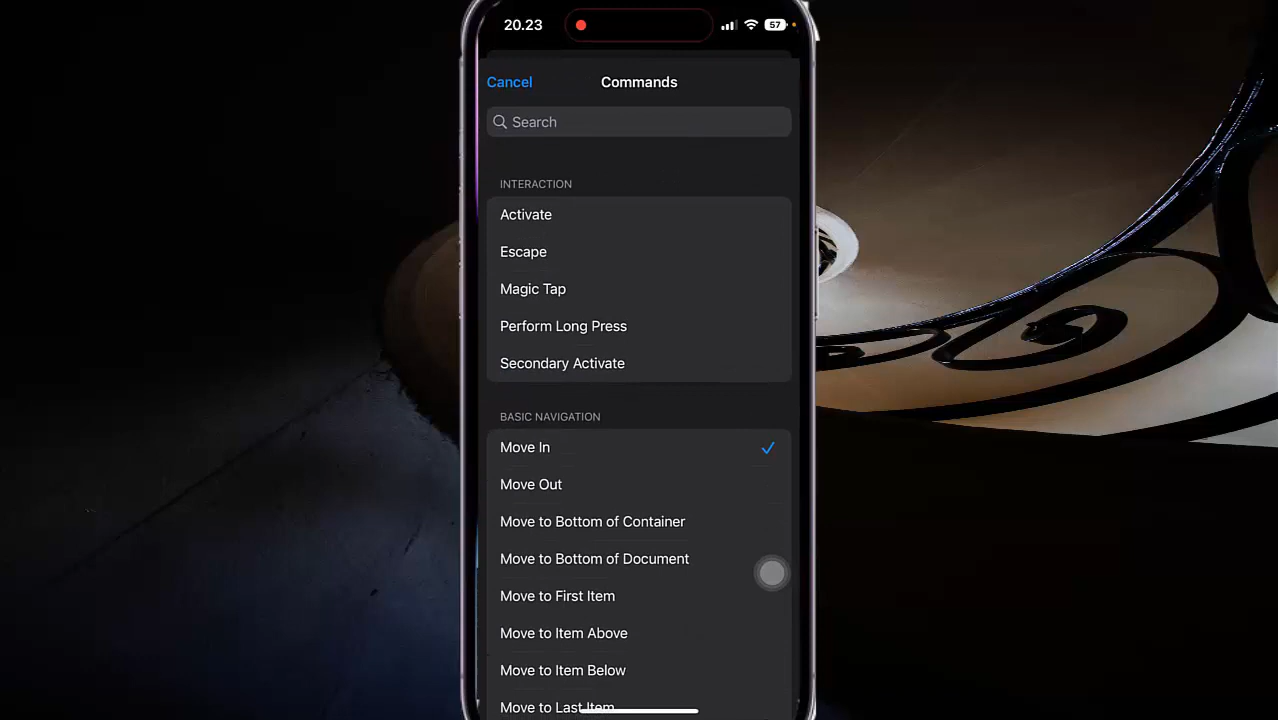 20.23
57
Cancel
Commands
Search
INTERACTION
Activate
Escape
Magic Tap
Perform Long Press
Secondary Activate
BASIC NAVIGATION
Move In
Move Out
Move to Bottom of Container
Move to Bottom of Document
Move to First Item
Move to Item Above
Move to Item Below
Move to Last Item